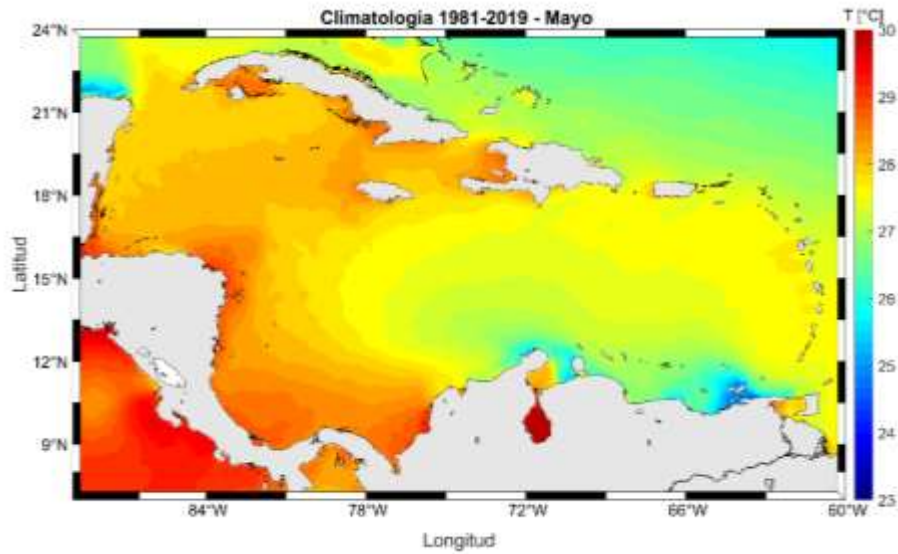 Climatología 1981-2019 - Mayo
T [°C]
24°N
21°N
18°N
15°N
12°N
9°N
Latitud
84°W
78°W
72°W
66°W
60°W
Longitud
30
29
28
27
26
25
24
23